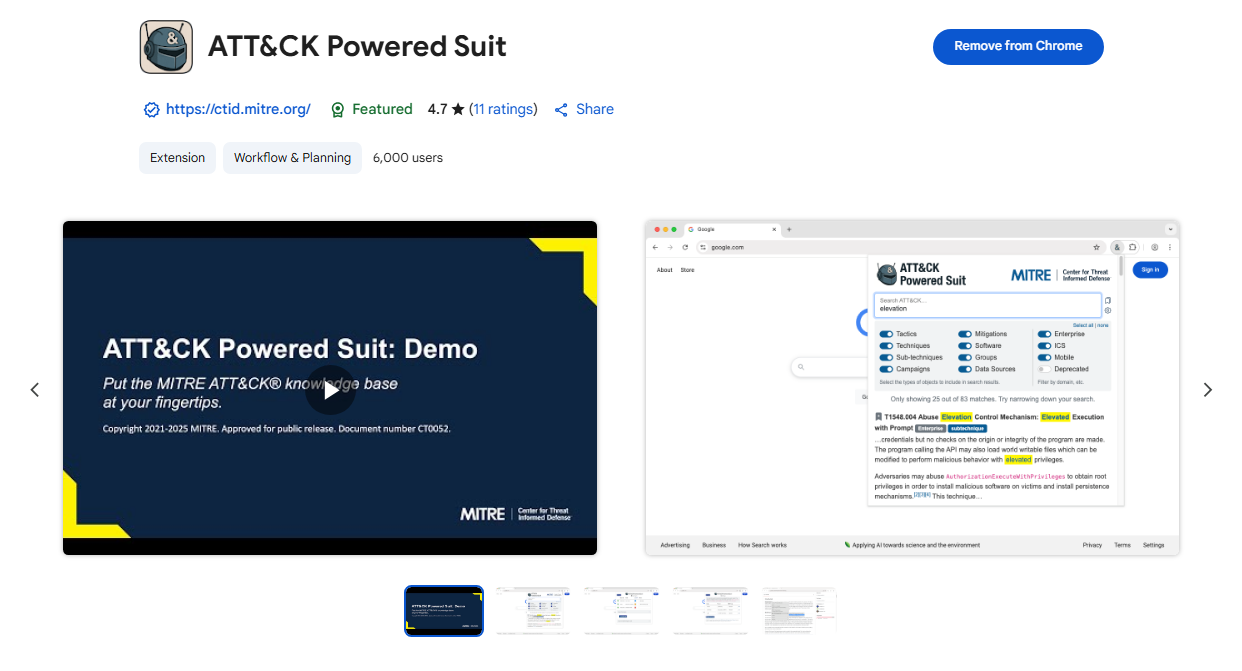 &
ATT&CK Powered Suit
Remove from Chrome
https://ctid.mitre.org/
Featured
4.7 ★ (11 ratings)
Share
Extension
Workflow & Planning
6,000 users
ATT&CK Powered Suit: Demo
Put the MITRE ATT&CK® knowledge base
at your fingertips.
Copyright 2021-2025 MITRE. Approved for public release. Document number CT0052.
MITRE | Center for Threat
Informed Defense
Google
google.com
&
About Store
Sign in
ATT&CK
Powered Suit
MITRE | Center for Threat
Informed Defense
Search ATT&CK...
elevation
Select all | none
Tactics Mitigations Enterprise
Techniques Software ICS
Sub-techniques Groups Mobile
Campaigns Data Sources Deprecated
Select the types of objects to include in search results. Filter by domain, etc.
Only showing 25 out of 83 matches. Try narrowing down your search.
T1548.004 Abuse Elevation Control Mechanism: Elevated Execution
with Prompt Enterprise subtechnique
…credentials but no checks on the origin or integrity of the program are made.
The program calling the API may also load world writable files which can be
modified to perform malicious behavior with elevated privileges.
Adversaries may abuse AuthorizationExecuteWithPrivileges to obtain root
privileges in order to install malicious software on victims and install persistence
mechanisms.[2][3][4] This technique…
Advertising Business How Search works
Applying AI towards science and the environment
Privacy Terms Settings
ATT&CK Powered Suit: Demo